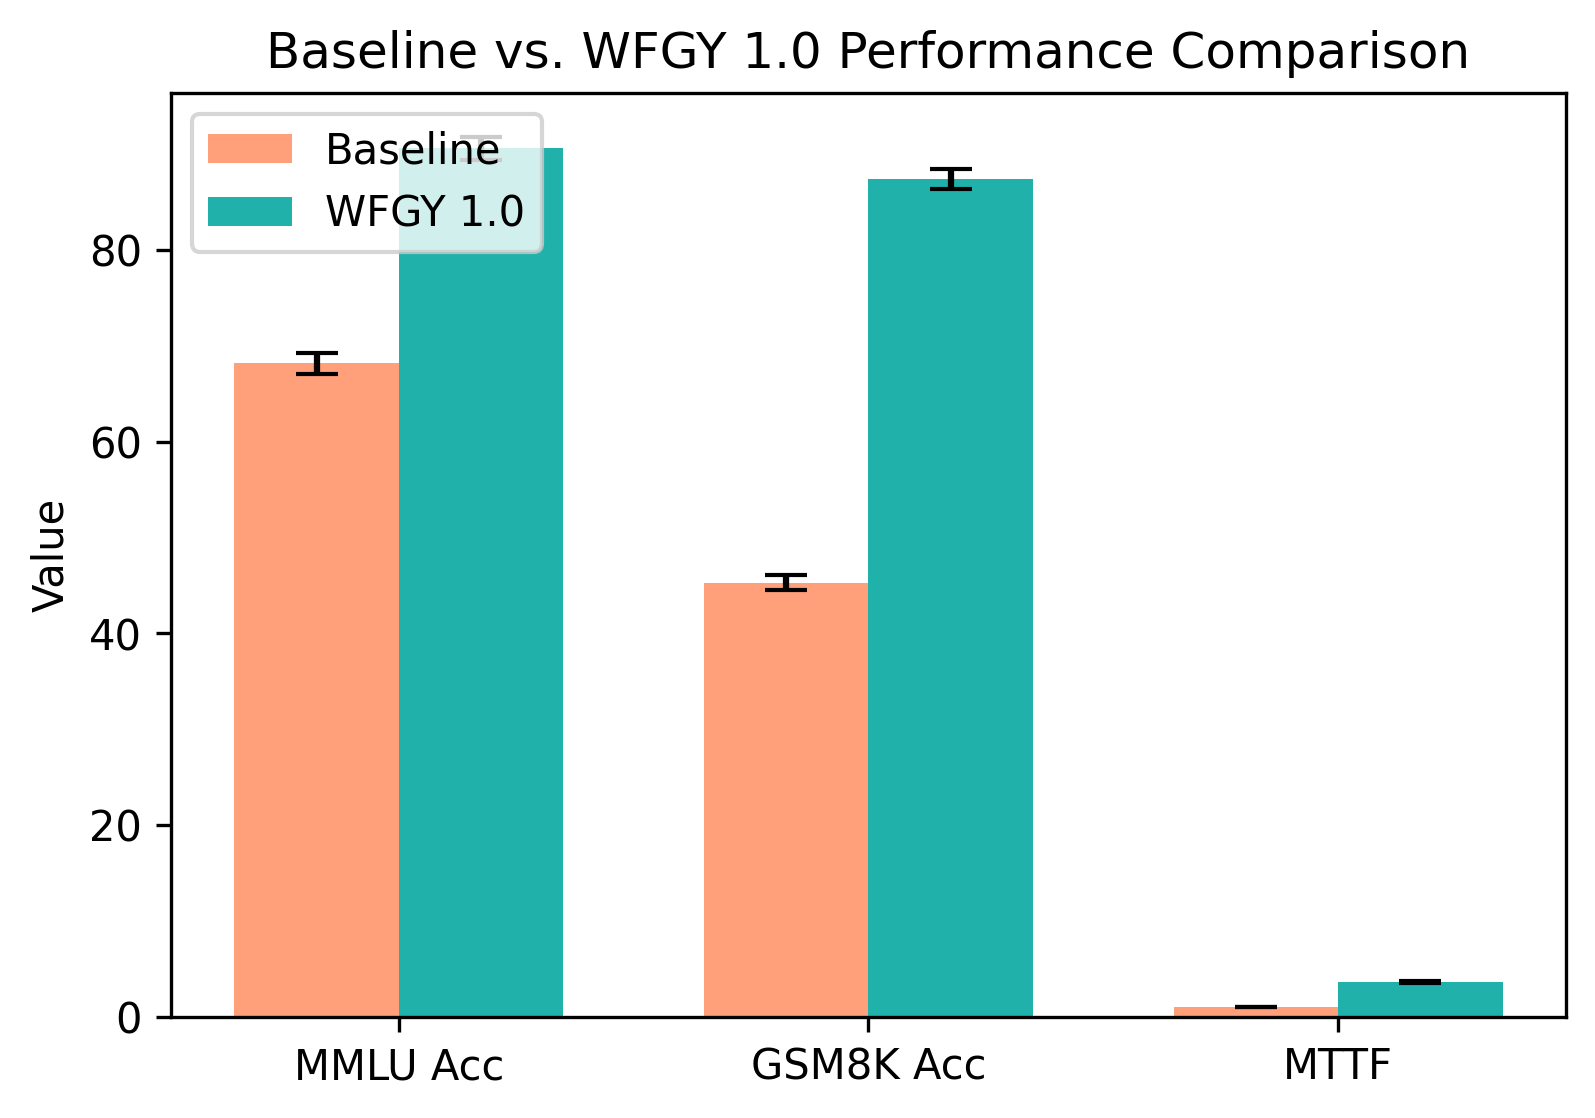 Baseline vs. WFGY 1.0 Performance Comparison
Baseline
WFGY 1.0
Value
80
60
40
20
0
MMLU Acc
GSM8K Acc
MTTF